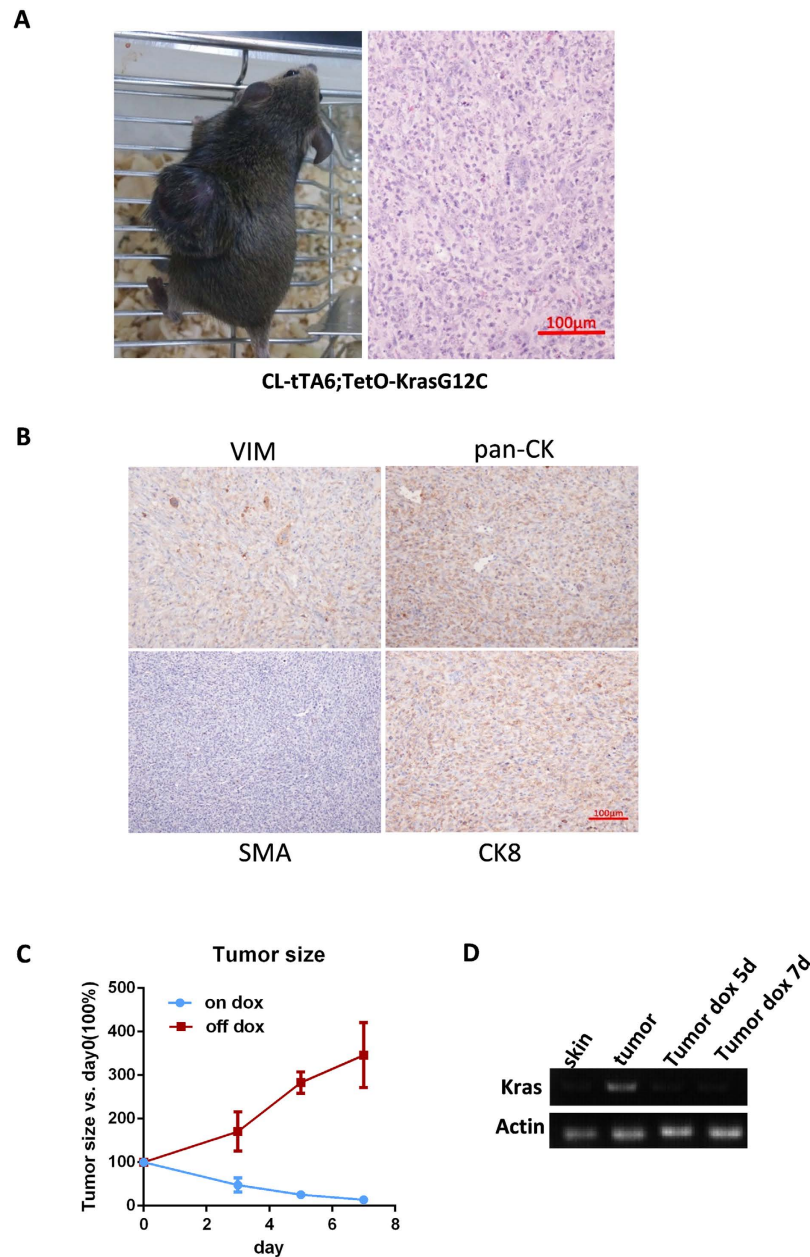 A
100μm
CL-tTA6;TetO-KrasG12C
B
VIM pan-CK
100μm
SMA CK8
C
Tumor size
500
400
300
200
100
0
Tumor size vs. day0(100%)
on dox
off dox
0 2 4 6 8
day
D
skin tumor Tumor dox 5d Tumor dox 7d
Kras
Actin